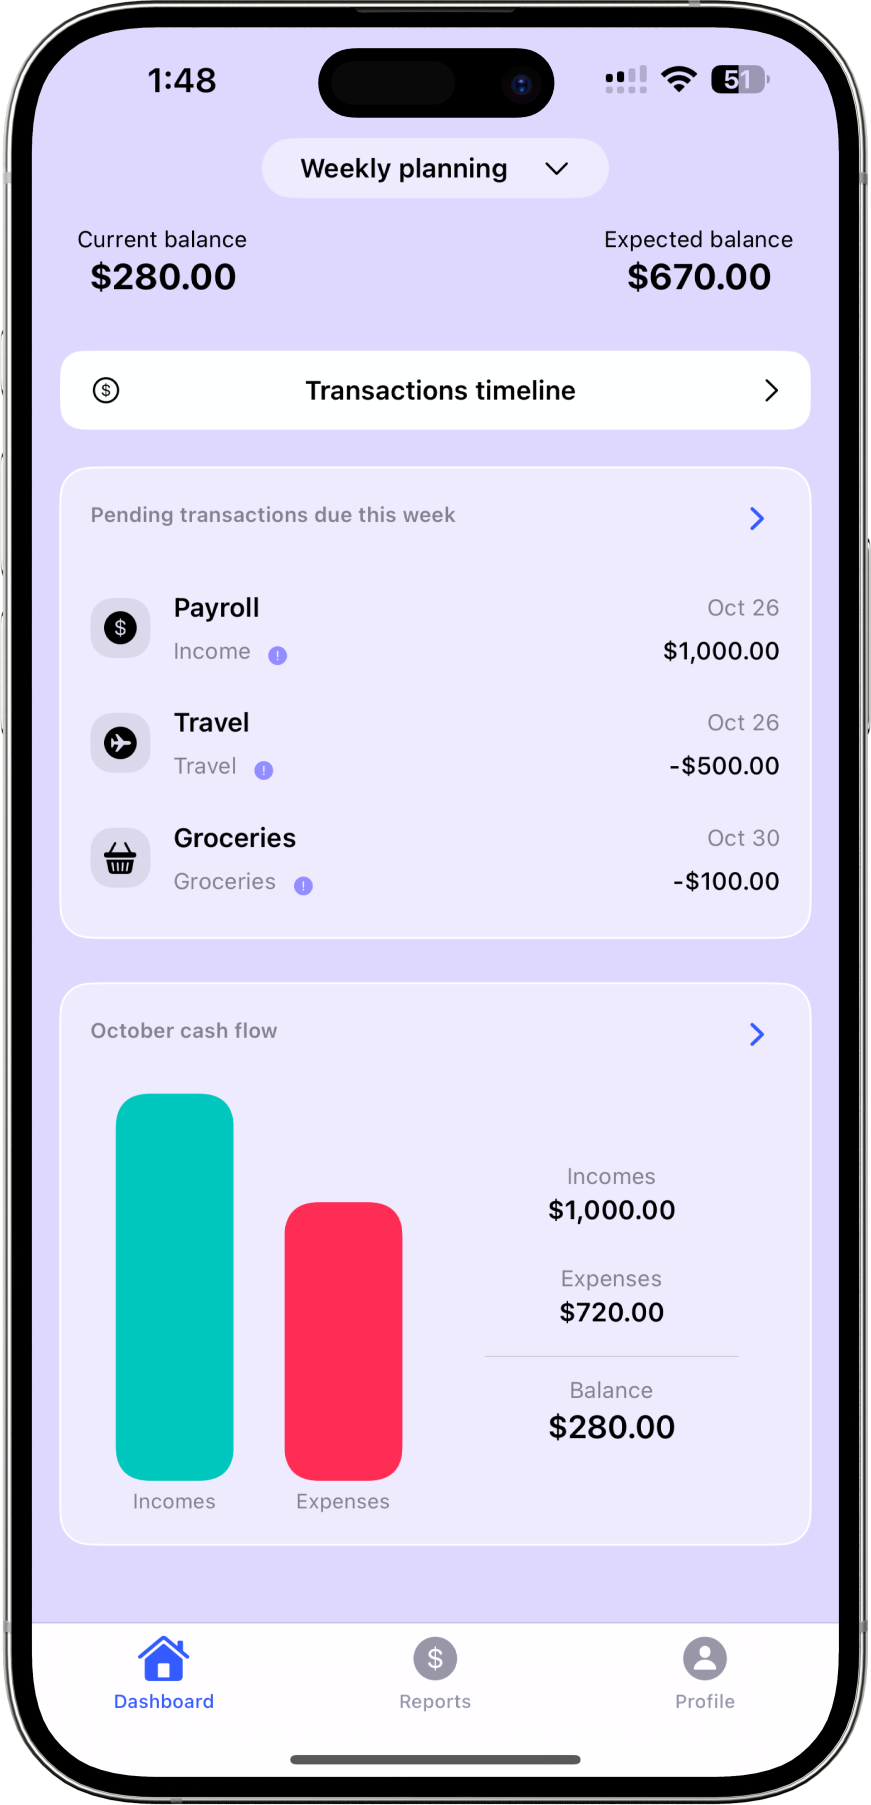 1:48
51
Weekly planning
Current balance
$280.00
Expected balance
$670.00
$
Transactions timeline
Pending transactions due this week
$
Payroll
Oct 26
Income !
$1,000.00
Travel
Oct 26
Travel !
-$500.00
Groceries
Oct 30
Groceries !
-$100.00
October cash flow
Incomes
$1,000.00
Expenses
$720.00
Balance
$280.00
Incomes
Expenses
Dashboard
$
Reports
Profile